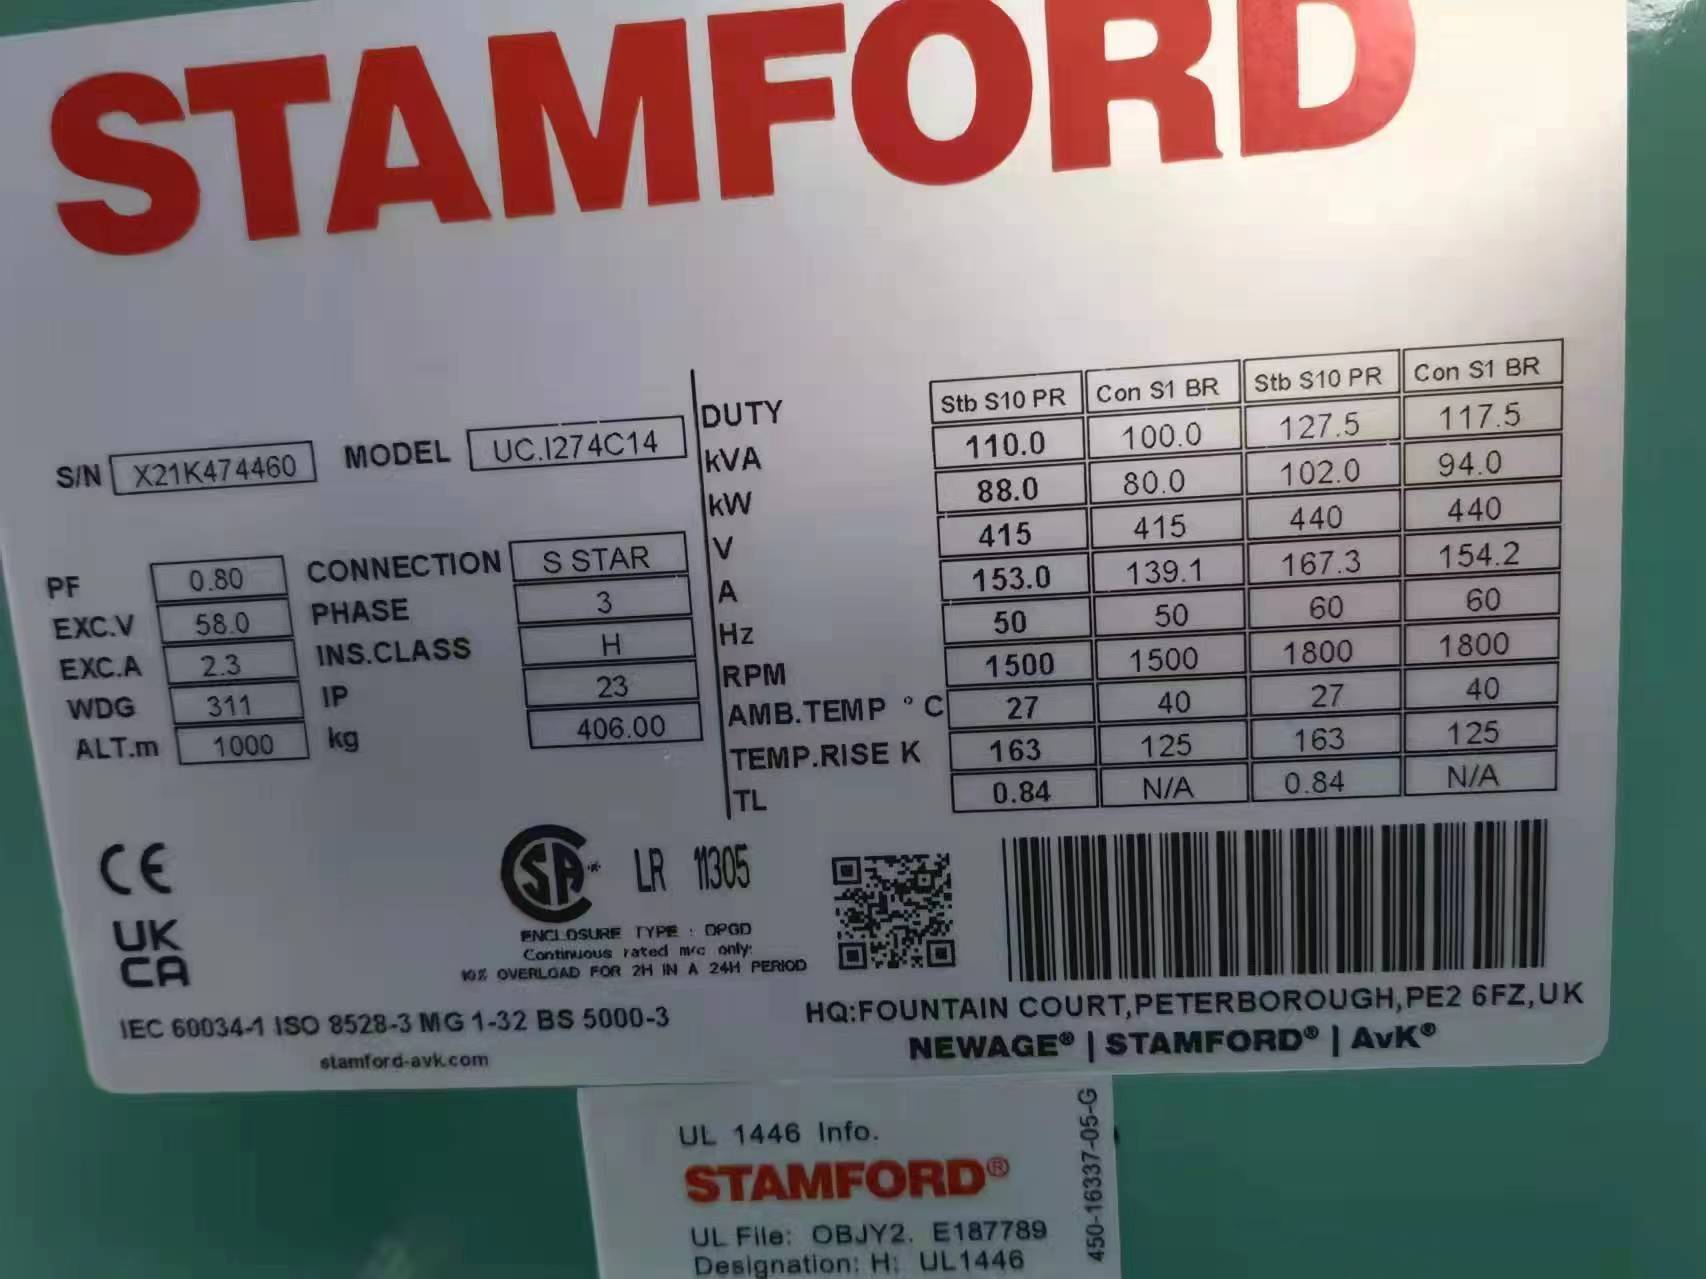 STAMFORD
S/N X21K474460 MODEL UC.I274C14
PF 0.80 CONNECTION S STAR
EXC.V 58.0 PHASE 3
EXC.A 2.3 INS.CLASS H
WDG 311 IP 23
ALT.m 1000 kg 406.00
DUTY Stb S10 PR Con S1 BR Stb S10 PR Con S1 BR
kVA 110.0 100.0 127.5 117.5
kW 88.0 80.0 102.0 94.0
V 415 415 440 440
A 153.0 139.1 167.3 154.2
Hz 50 50 60 60
RPM 1500 1500 1800 1800
AMB.TEMP °C 27 40 27 40
TEMP.RISE K 163 125 163 125
TL 0.84 N/A 0.84 N/A
CE
UK
CA
SA LR 11305
ENCLOSURE TYPE : OPGD
Continuous rated m/c only:
10% OVERLOAD FOR 2H IN A 24H PERIOD
IEC 60034-1 ISO 8528-3 MG 1-32 BS 5000-3
stamford-avk.com
HQ:FOUNTAIN COURT,PETERBOROUGH,PE2 6FZ,UK
NEWAGE® | STAMFORD® | AvK®
UL 1446 Info.
STAMFORD®
UL File: OBJY2. E187789
Designation: H: UL1446
450-16337-05-G